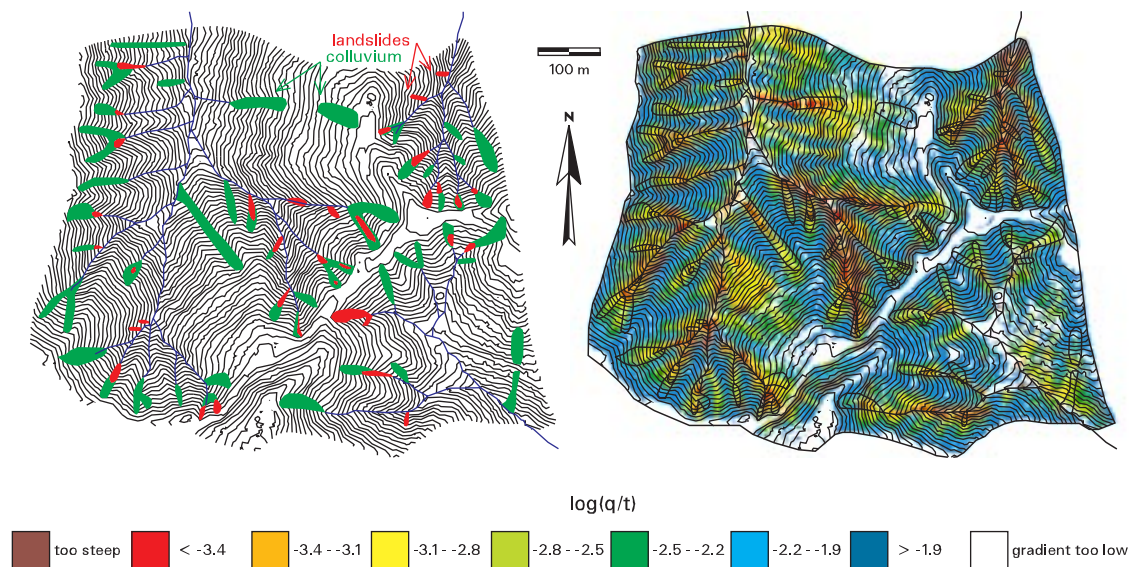 landslides
colluvium
100 m
N
log(q/t)
too steep
< -3.4
-3.4 - -3.1
-3.1 - -2.8
-2.8 - -2.5
-2.5 - -2.2
-2.2 - -1.9
> -1.9
gradient too low